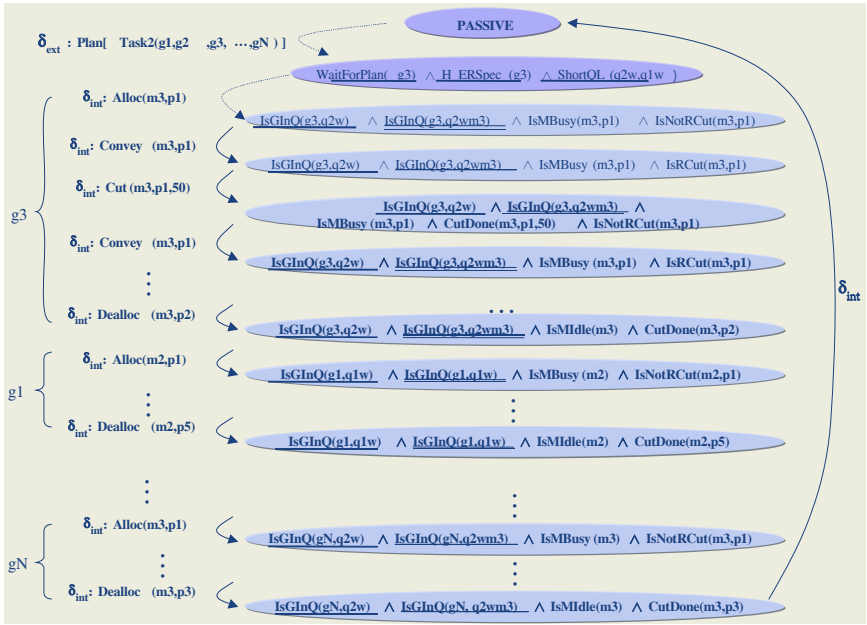 PASSIVE
δext : Plan[ Task2(g1,g2 ,g3, …,gN ) ]
WaitForPlan( g3) ∧ H_ERSpec (g3) ∧ ShortQL (q2w,q1w )
δint: Alloc(m3,p1)
IsGInQ(g3,q2w) ∧ IsGInQ(g3,q2wm3) ∧ IsMBusy(m3,p1) ∧ IsNotRCut(m3,p1)
δint: Convey (m3,p1)
IsGInQ(g3,q2w) ∧ IsGInQ(g3,q2wm3) ∧ IsMBusy (m3,p1) ∧ IsRCut(m3,p1)
δint: Cut (m3,p1,50)
IsGInQ(g3,q2w) ∧ IsGInQ(g3,q2wm3) ∧
g3
IsMBusy (m3,p1) ∧ CutDone(m3,p1,50) ∧ IsNotRCut(m3,p1)
δint: Convey (m3,p1)
IsGInQ(g3,q2w) ∧ IsGInQ(g3,q2wm3) ∧ IsMBusy (m3,p1) ∧ IsRCut(m3,p1)
δint
δint: Dealloc (m3,p2)
IsGInQ(g3,q2w) ∧ IsGInQ(g3,q2wm3) ∧ IsMIdle(m3) ∧ CutDone(m3,p2)
δint: Alloc(m2,p1)
IsGInQ(g1,q1w) ∧ IsGInQ(g1,q1w) ∧ IsMBusy (m2) ∧ IsNotRCut(m2,p1)
g1
δint: Dealloc (m2,p5)
IsGInQ(g1,q1w) ∧ IsGInQ(g1,q1w) ∧ IsMIdle(m2) ∧ CutDone(m2,p5)
δint: Alloc(m3,p1)
IsGInQ(gN,q2w) ∧ IsGInQ(gN,q2wm3) ∧ IsMBusy (m3) ∧ IsNotRCut(m3,p1)
gN
δint: Dealloc (m3,p3)
IsGInQ(gN,q2w) ∧ IsGInQ(gN, q2wm3) ∧ IsMIdle(m3) ∧ CutDone(m3,p3)